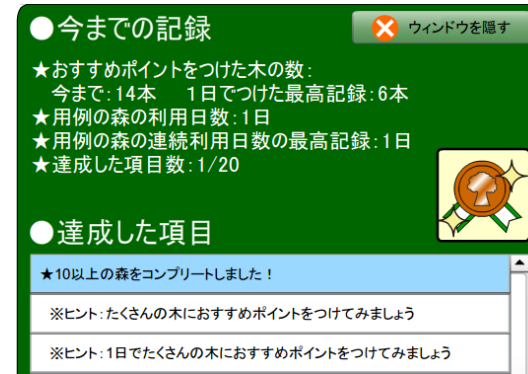 ●今までの記録
ウィンドウを隠す
★おすすめポイントをつけた木の数:
今まで:14本　1日でつけた最高記録:6本
★用例の森の利用日数:1日
★用例の森の連続利用日数の最高記録:1日
★達成した項目数:1/20
●達成した項目
★10以上の森をコンプリートしました！
※ヒント:たくさんの木におすすめポイントをつけてみましょう
※ヒント:1日でたくさんの木におすすめポイントをつけてみましょう